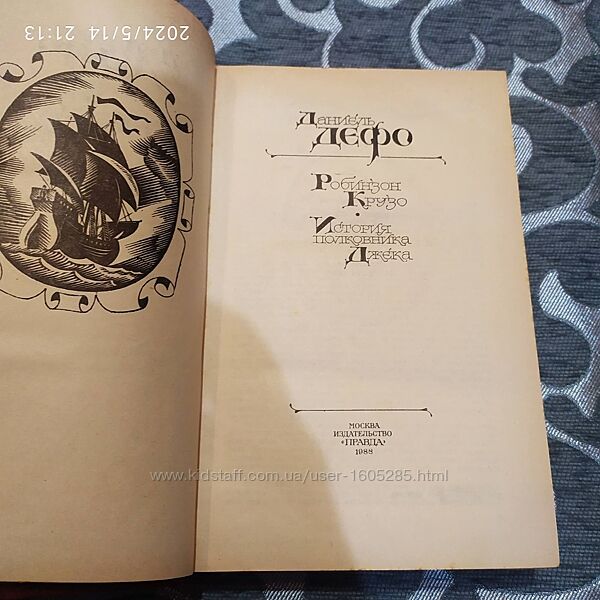 2024/5/14 21:13
Даниель
ДЕФО
Робинзон
Крузо
•
История
полковника
Джека
МОСКВА
ИЗДАТЕЛЬСТВО
«ПРАВДА»
1988
www.kidstaff.com.ua/user-1605285.html